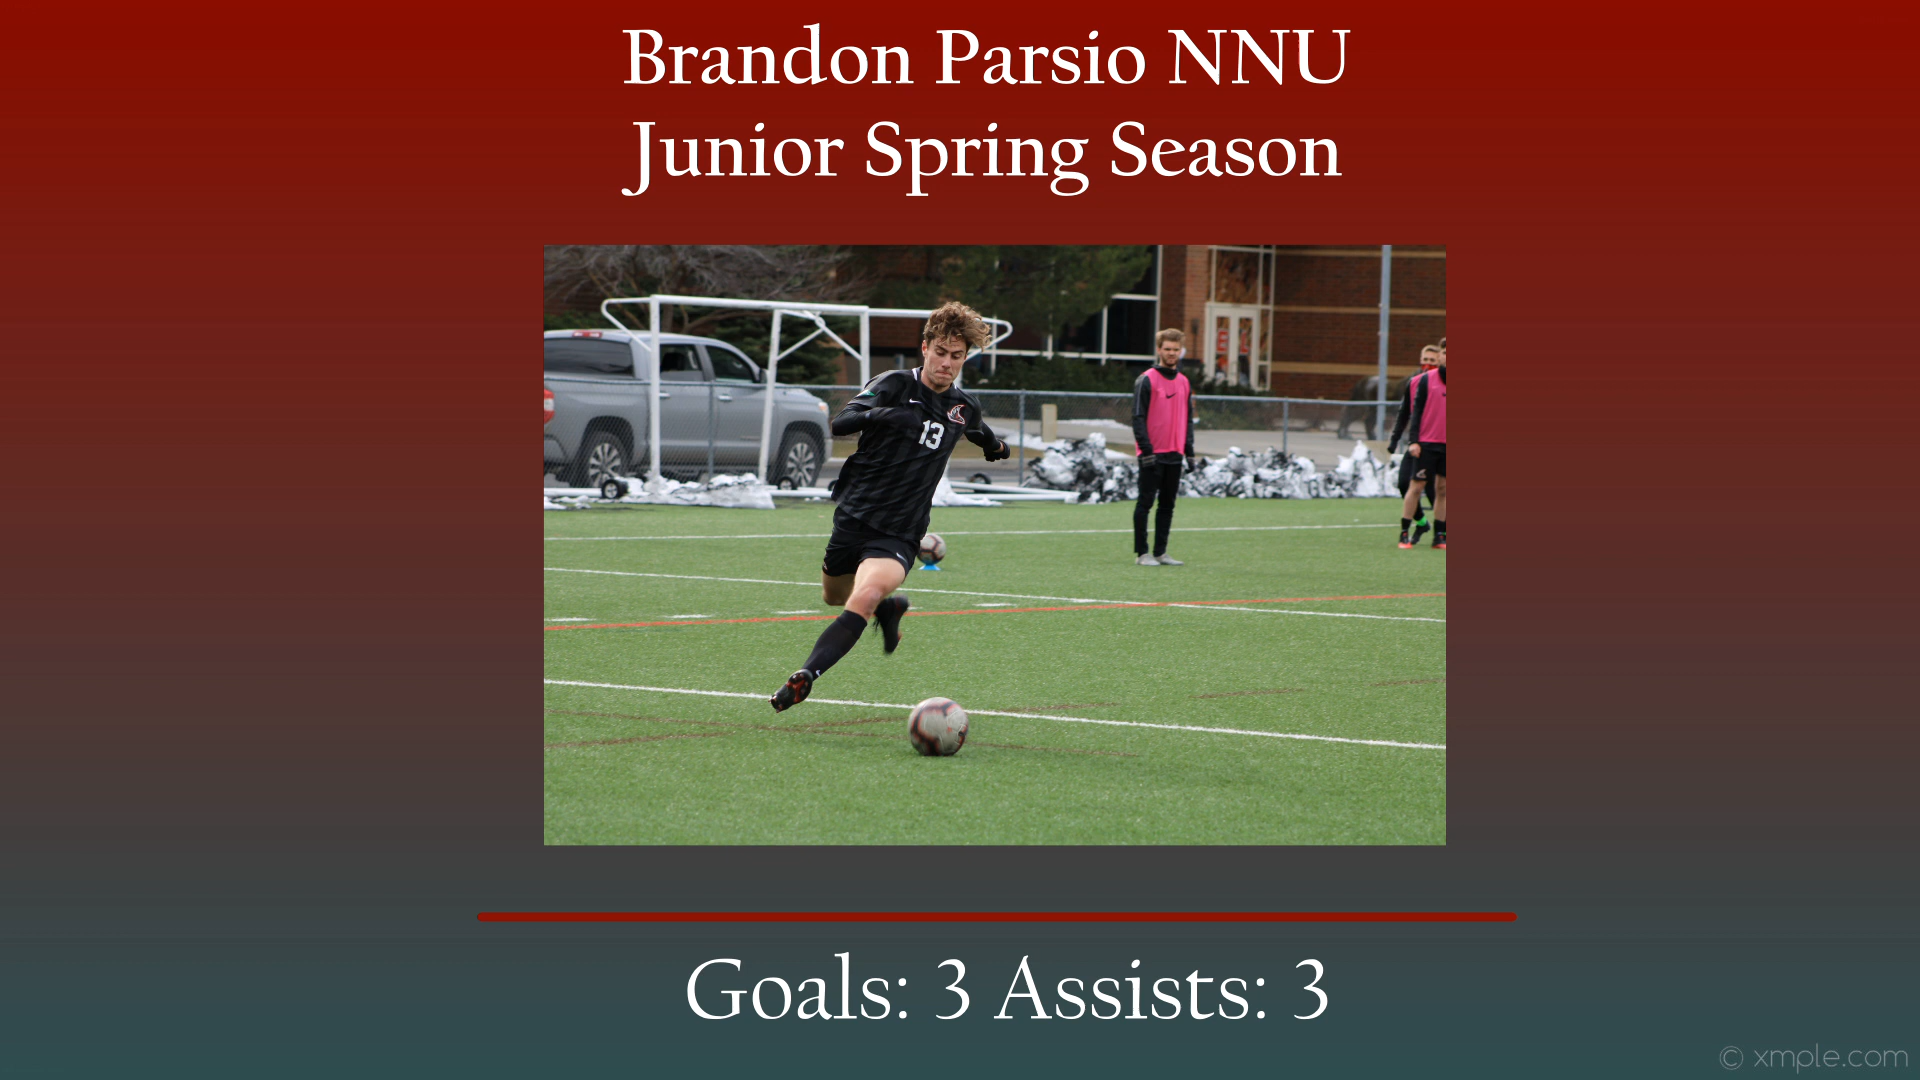 Brandon Parsio NNU
Junior Spring Season
13
Goals: 3 Assists: 3
© xmple.com